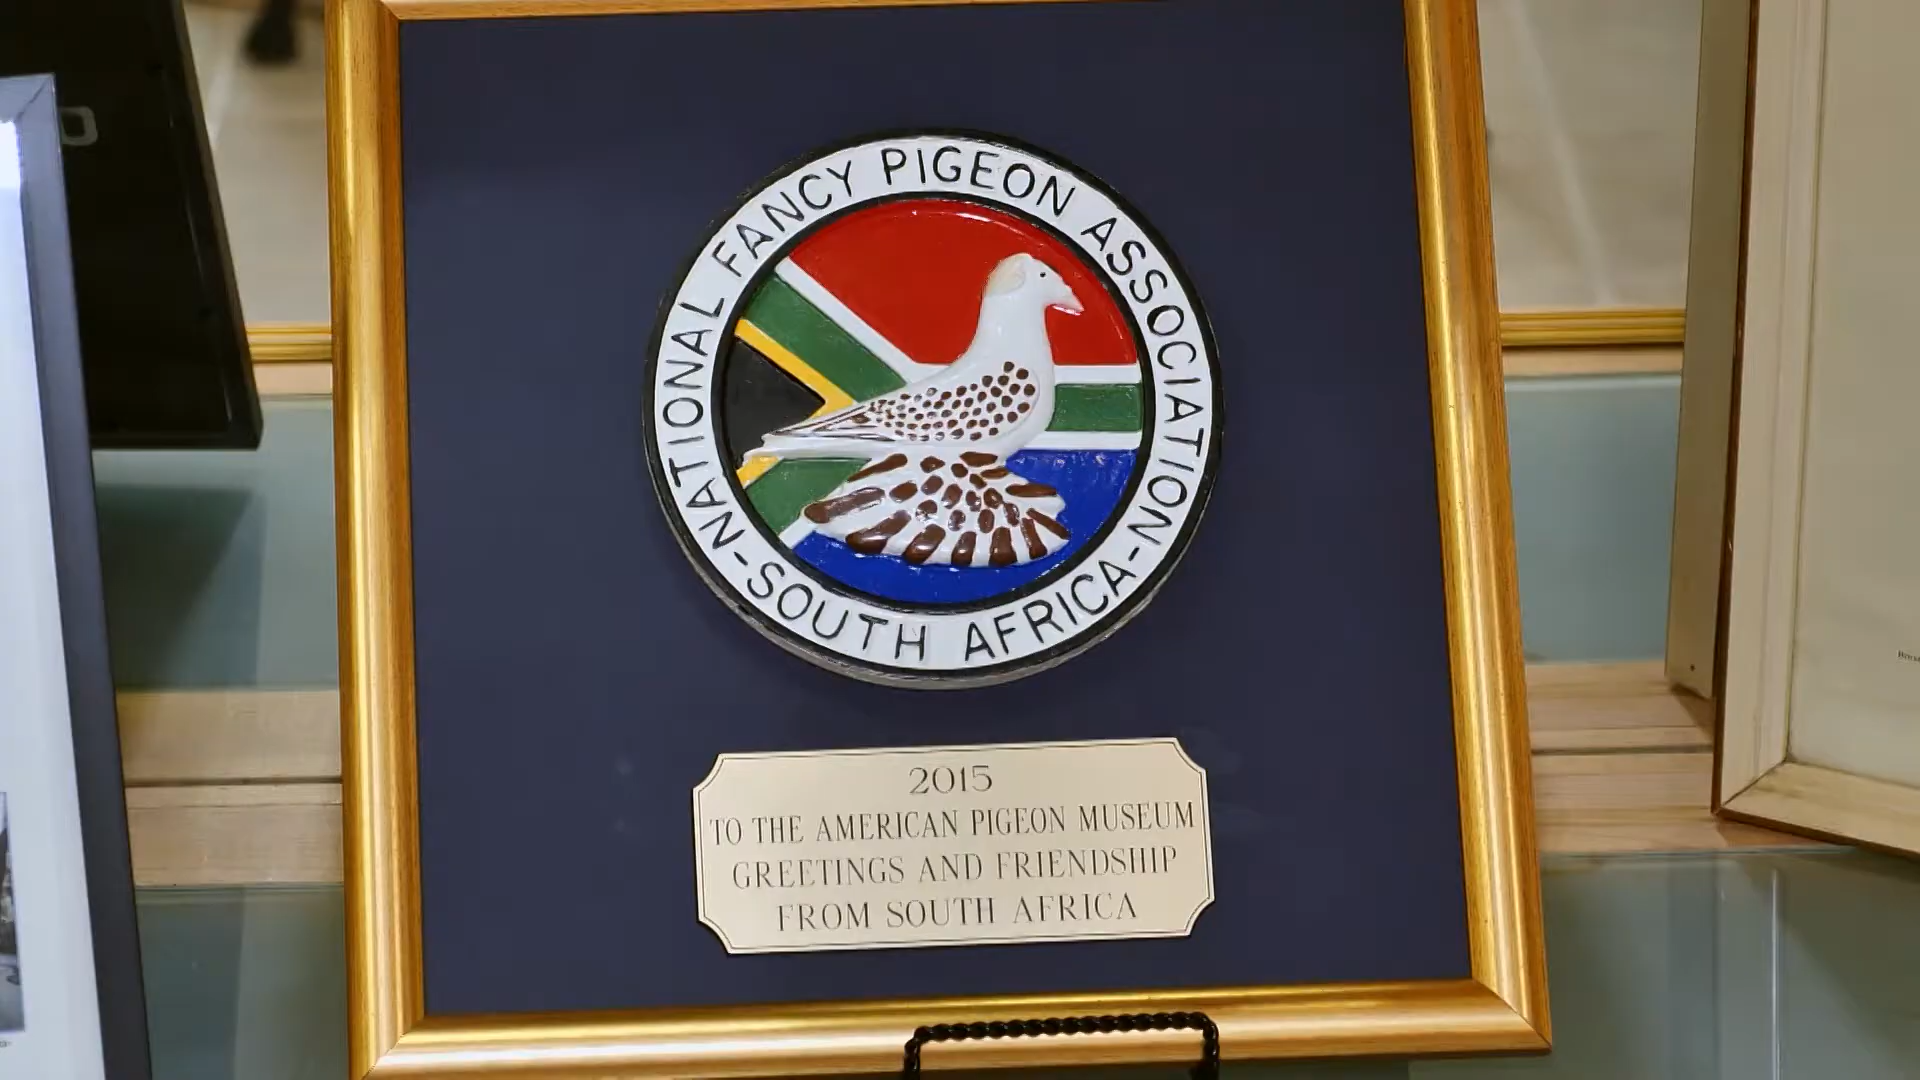 NATIONAL FANCY PIGEON ASSOCIATION-
-SOUTH AFRICA-
2015
TO THE AMERICAN PIGEON MUSEUM
GREETINGS AND FRIENDSHIP
FROM SOUTH AFRICA